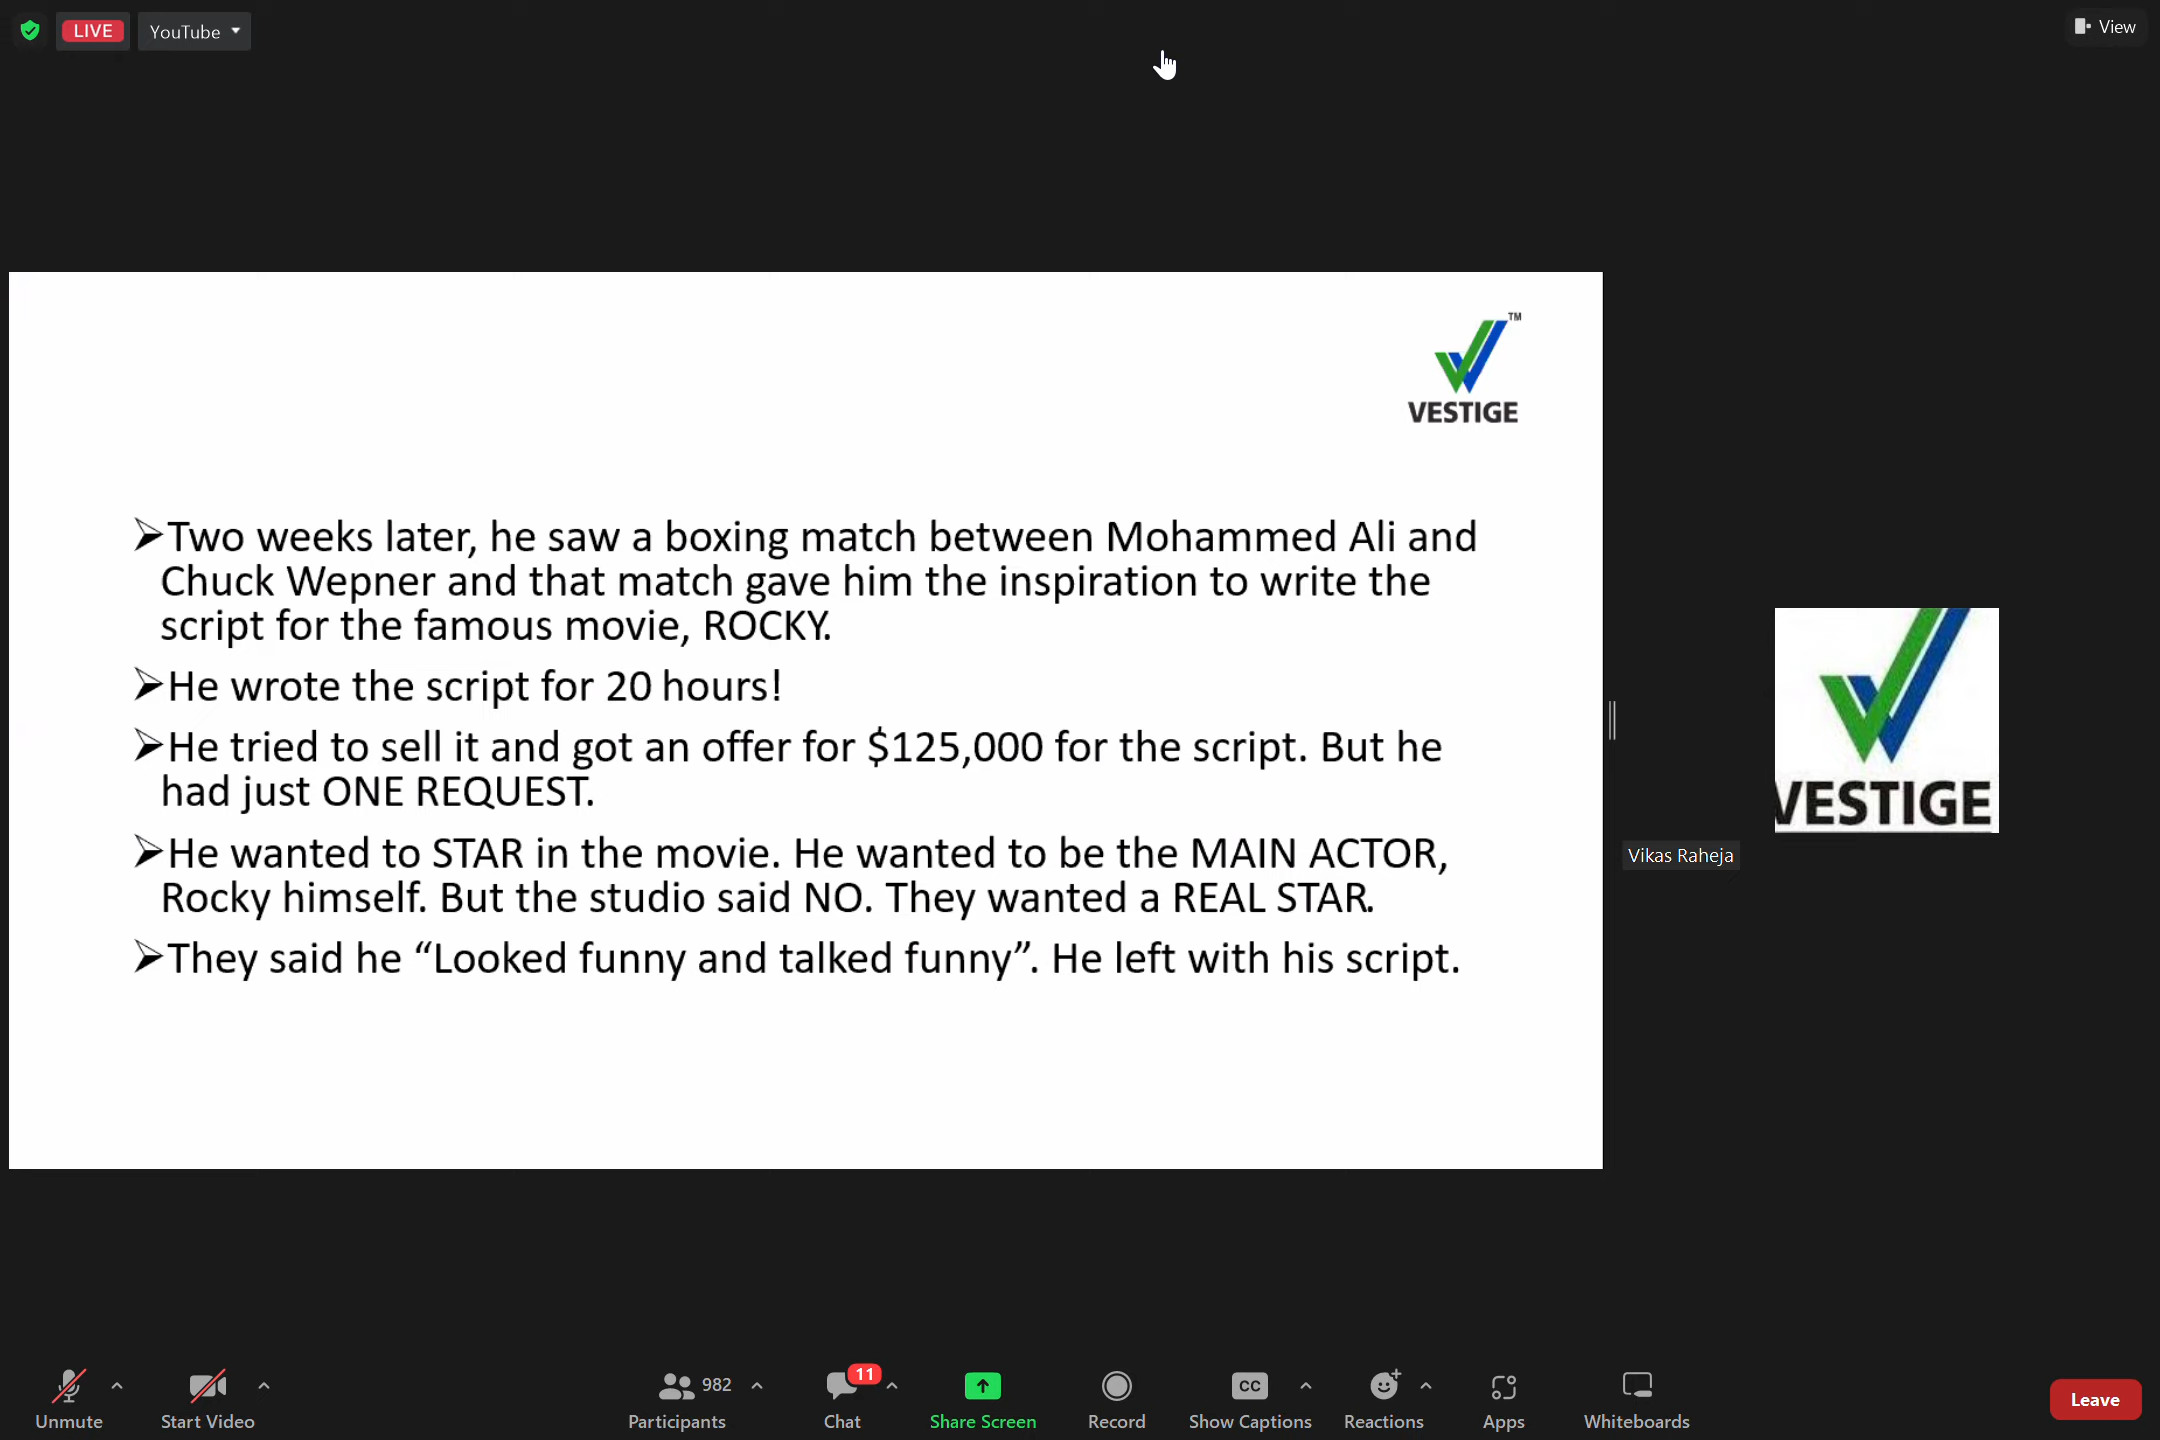 LIVE
YouTube
View
TM
VESTIGE
➢Two weeks later, he saw a boxing match between Mohammed Ali and
Chuck Wepner and that match gave him the inspiration to write the
script for the famous movie, ROCKY.
➢He wrote the script for 20 hours!
➢He tried to sell it and got an offer for $125,000 for the script. But he
had just ONE REQUEST.
➢He wanted to STAR in the movie. He wanted to be the MAIN ACTOR,
Rocky himself. But the studio said NO. They wanted a REAL STAR.
➢They said he “Looked funny and talked funny”. He left with his script.
VESTIGE
Vikas Raheja
982
11
CC
Unmute
Start Video
Participants
Chat
Share Screen
Record
Show Captions
Reactions
Apps
Whiteboards
Leave